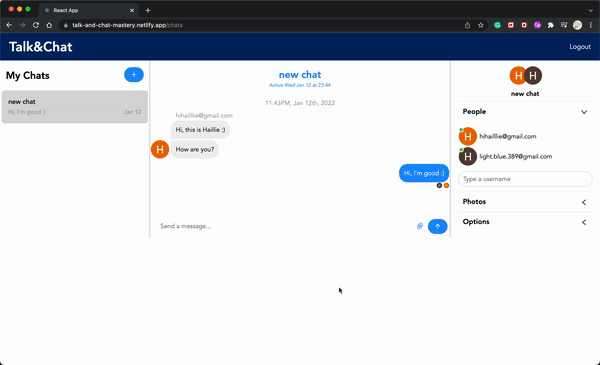 React App
talk-and-chat-mastery.netlify.app/chats
Talk&Chat
Logout
My Chats
+
new chat
Hi, I'm good :)
Jan 12
new chat
Active Wed Jan 12 at 23:44
11:43PM, Jan 12th, 2022
hihailllie@gmail.com
Hi, this is Haillie :)
H
How are you?
Hi, I'm good :)
Send a message...
H H
new chat
People
H
hihailllie@gmail.com
H
light.blue.389@gmail.com
Type a username
Photos
Options